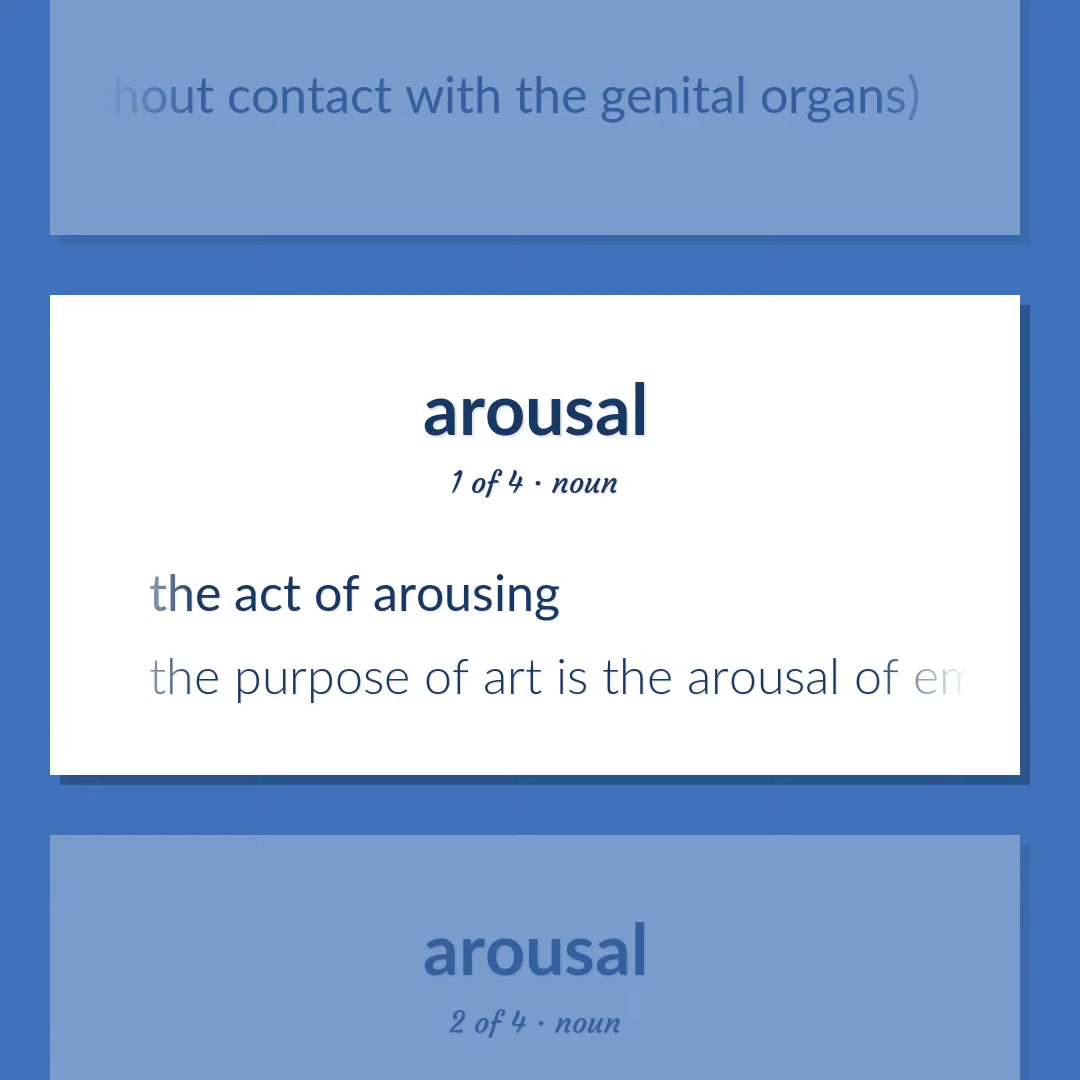 hout contact with the genital organs)
arousal
1 of 4 · noun
the act of arousing
the purpose of art is the arousal of em
arousal
2 of 4 · noun